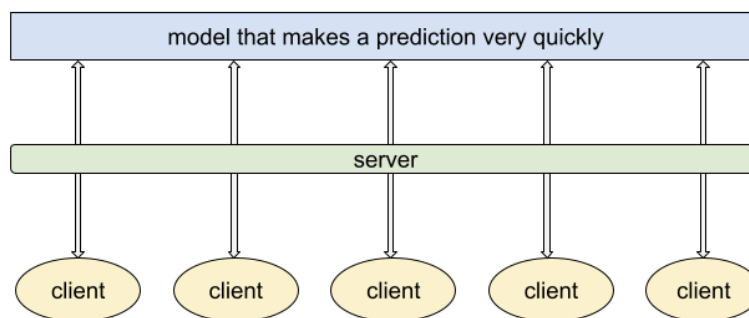 model that makes a prediction very quickly
server
client client client client client